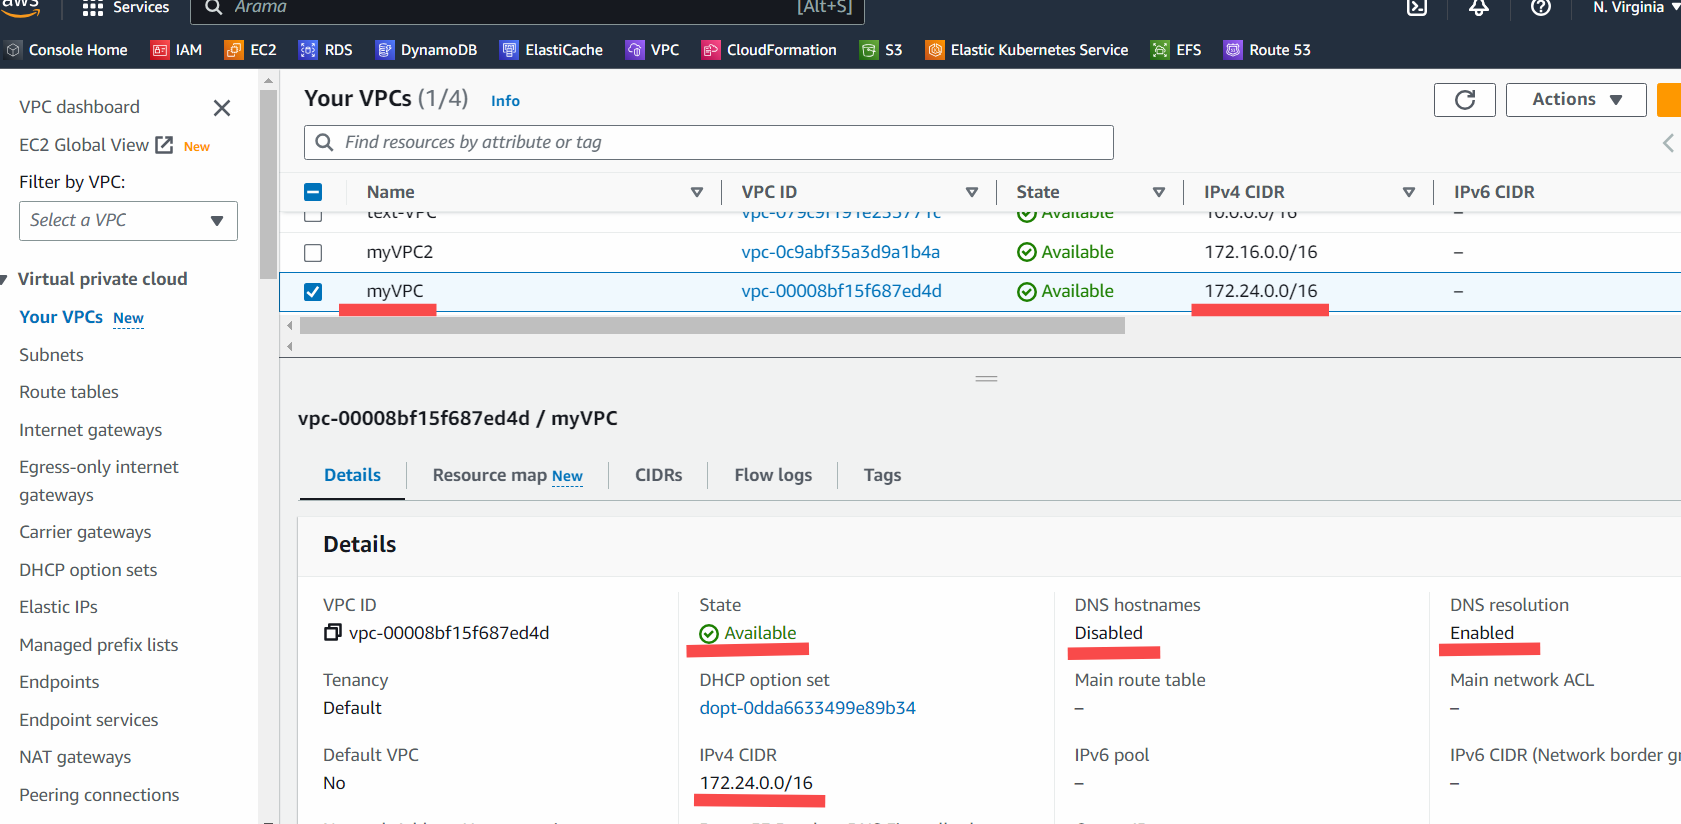 aws Services Arama [Alt+S] N. Virginia
Console Home IAM EC2 RDS DynamoDB ElastiCache VPC CloudFormation S3 Elastic Kubernetes Service EFS Route 53
VPC dashboard
EC2 Global View New
Filter by VPC:
Select a VPC
Virtual private cloud
Your VPCs New
Subnets
Route tables
Internet gateways
Egress-only internet
gateways
Carrier gateways
DHCP option sets
Elastic IPs
Managed prefix lists
Endpoints
Endpoint services
NAT gateways
Peering connections
Your VPCs (1/4) Info
Actions
Find resources by attribute or tag
Name VPC ID State IPv4 CIDR IPv6 CIDR
text-VPC Available 10.0.0.0/16 –
myVPC2 vpc-0c9abf35a3d9a1b4a Available 172.16.0.0/16 –
myVPC vpc-00008bf15f687ed4d Available 172.24.0.0/16 –
vpc-00008bf15f687ed4d / myVPC
Details Resource map New CIDRs Flow logs Tags
Details
VPC ID State DNS hostnames DNS resolution
vpc-00008bf15f687ed4d Available Disabled Enabled
Tenancy DHCP option set Main route table Main network ACL
Default dopt-0dda6633499e89b34 – –
Default VPC IPv4 CIDR IPv6 pool IPv6 CIDR (Network border
No 172.24.0.0/16 – –